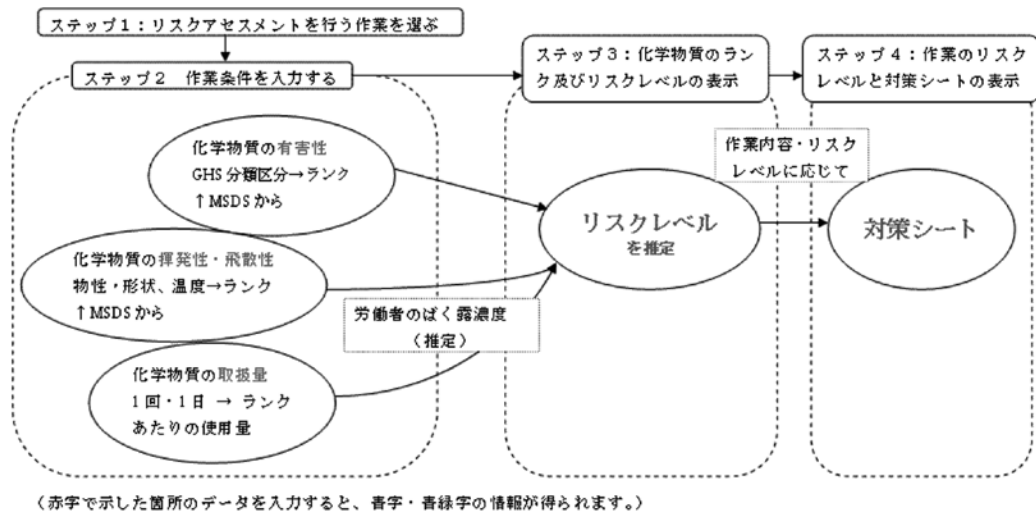 ステップ1:リスクアセスメントを行う作業を選ぶ
ステップ2 作業条件を入力する
ステップ3:化学物質のラン
ク及びリスクレベルの表示
ステップ4:作業のリスク
レベルと対策シートの表示
化学物質の有害性
GHS分類区分→ランク
↑MSDSから
化学物質の揮発性・飛散性
物性・形状、温度→ランク
↑MSDSから
化学物質の取扱量
1回・1日 → ランク
あたりの使用量
労働者のばく露濃度
(推定)
リスクレベル
を推定
作業内容・リスク
レベルに応じて
対策シート
(赤字で示した箇所のデータを入力すると、青字・青緑字の情報が得られます。)